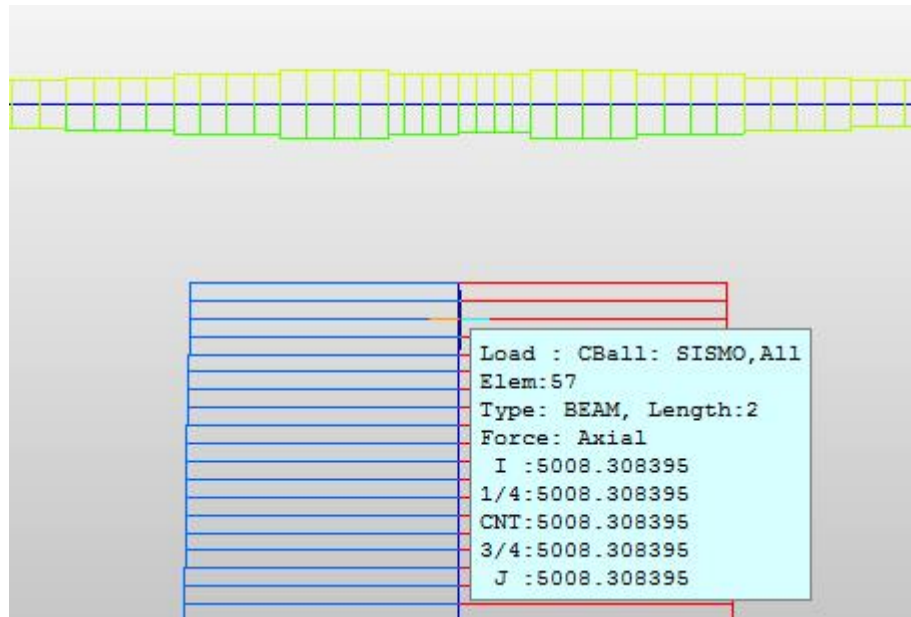 Load : CBall: SISMO,All
Elem:57
Type: BEAM, Length:2
Force: Axial
I :5008.308395
1/4:5008.308395
CNT:5008.308395
3/4:5008.308395
J :5008.308395